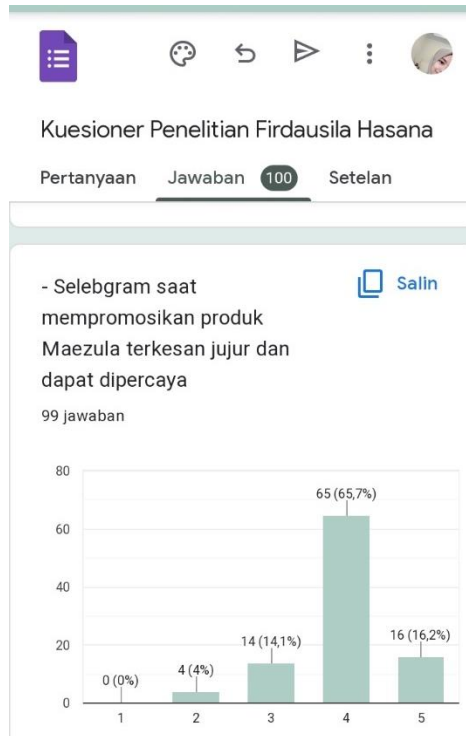 Kuesioner Penelitian Firdausila Hasana
Pertanyaan Jawaban 100 Setelan
- Selebgram saat
mempromosikan produk
Maezula terkesan jujur dan
dapat dipercaya
Salin
99 jawaban
80
60
40
20
0
0 (0%)
4 (4%)
14 (14,1%)
65 (65,7%)
16 (16,2%)
1 2 3 4 5